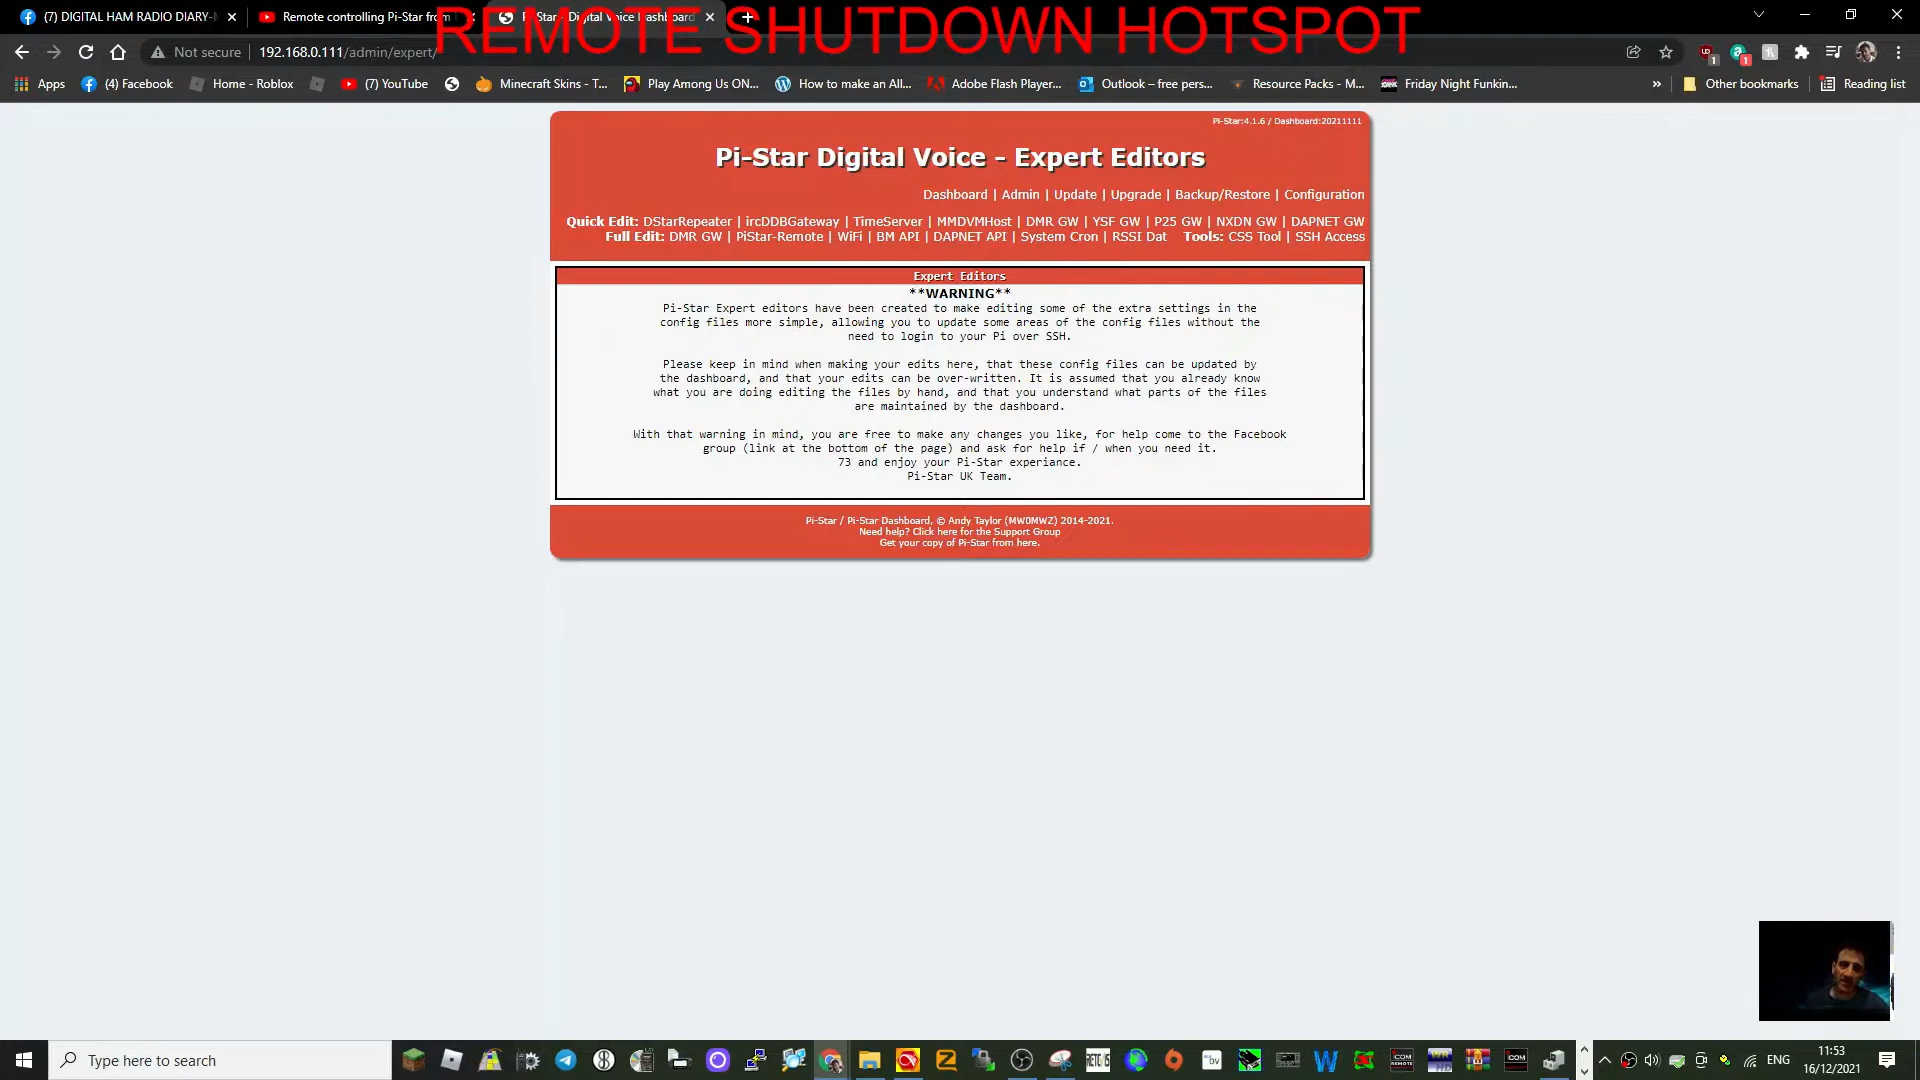 (7) DIGITAL HAM RADIO DIARY-
Remote controlling Pi-Star from
Pi-Star - Digital Voice Dashboard
REMOTE SHUTDOWN HOTSPOT
Not secure
192.168.0.111/admin/expert/
Apps
(4) Facebook
Home - Roblox
(7) YouTube
Minecraft Skins - T...
Play Among Us ON...
How to make an All...
Adobe Flash Player...
Outlook – free pers...
Resource Packs - M...
Friday Night Funkin...
»
Other bookmarks
Reading list
Pi-Star:4.1.6 / Dashboard:20211111
Pi-Star Digital Voice - Expert Editors
Dashboard | Admin | Update | Upgrade | Backup/Restore | Configuration
Quick Edit: DStarRepeater | ircDDBGateway | TimeServer | MMDVMHost | DMR GW | YSF GW | P25 GW | NXDN GW | DAPNET GW
Full Edit: DMR GW | PiStar-Remote | WiFi | BM API | DAPNET API | System Cron | RSSI Dat Tools: CSS Tool | SSH Access
Expert Editors
**WARNING**
Pi-Star Expert editors have been created to make editing some of the extra settings in the
config files more simple, allowing you to update some areas of the config files without the
need to login to your Pi over SSH.
Please keep in mind when making your edits here, that these config files can be updated by
the dashboard, and that your edits can be over-written. It is assumed that you already know
what you are doing editing the files by hand, and that you understand what parts of the files
are maintained by the dashboard.
With that warning in mind, you are free to make any changes you like, for help come to the Facebook
group (link at the bottom of the page) and ask for help if / when you need it.
73 and enjoy your Pi-Star experiance.
Pi-Star UK Team.
Pi-Star / Pi-Star Dashboard, © Andy Taylor (MW0MWZ) 2014-2021.
Need help? Click here for the Support Group
Get your copy of Pi-Star from here.
Type here to search
ENG
11:53
16/12/2021